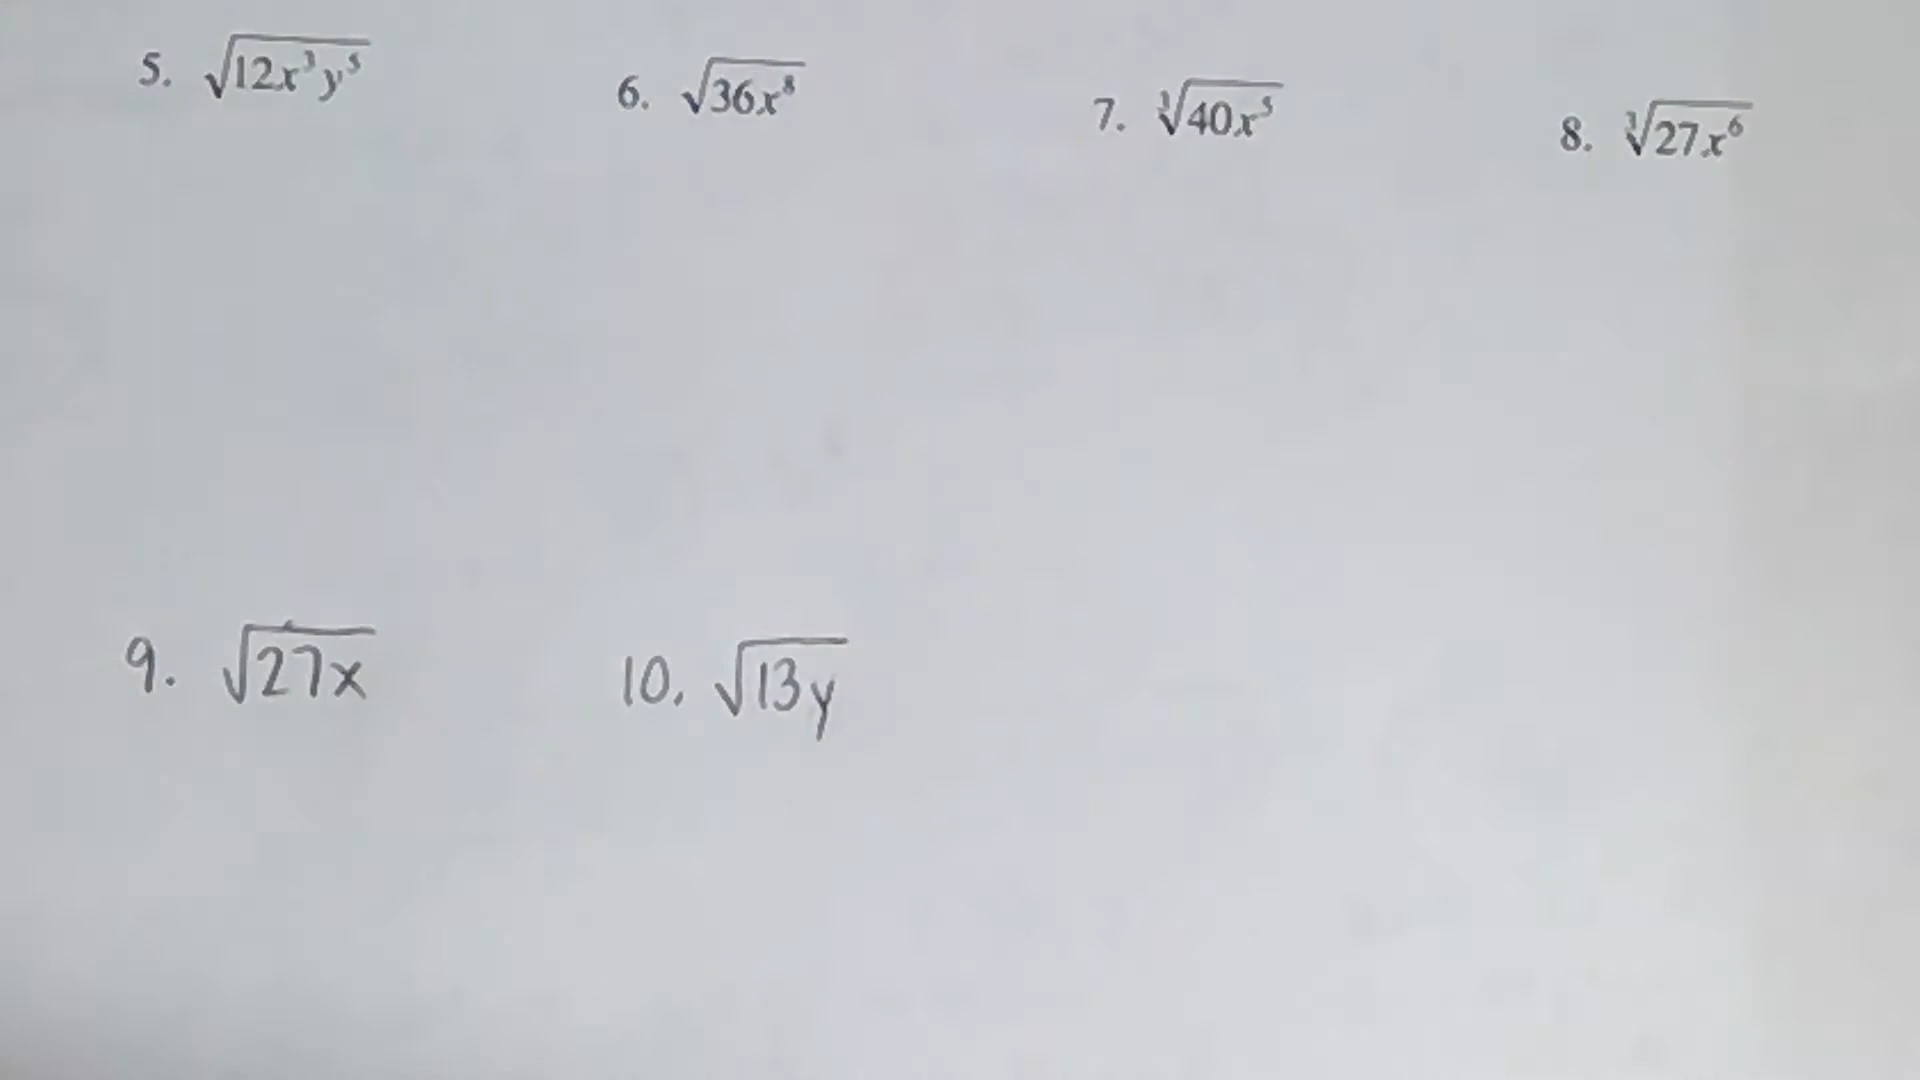 5. √12x³y⁵ 6. √36x⁸ 7. ∛40x⁵ 8. ∛27x⁶
9. √27x 10. √13y